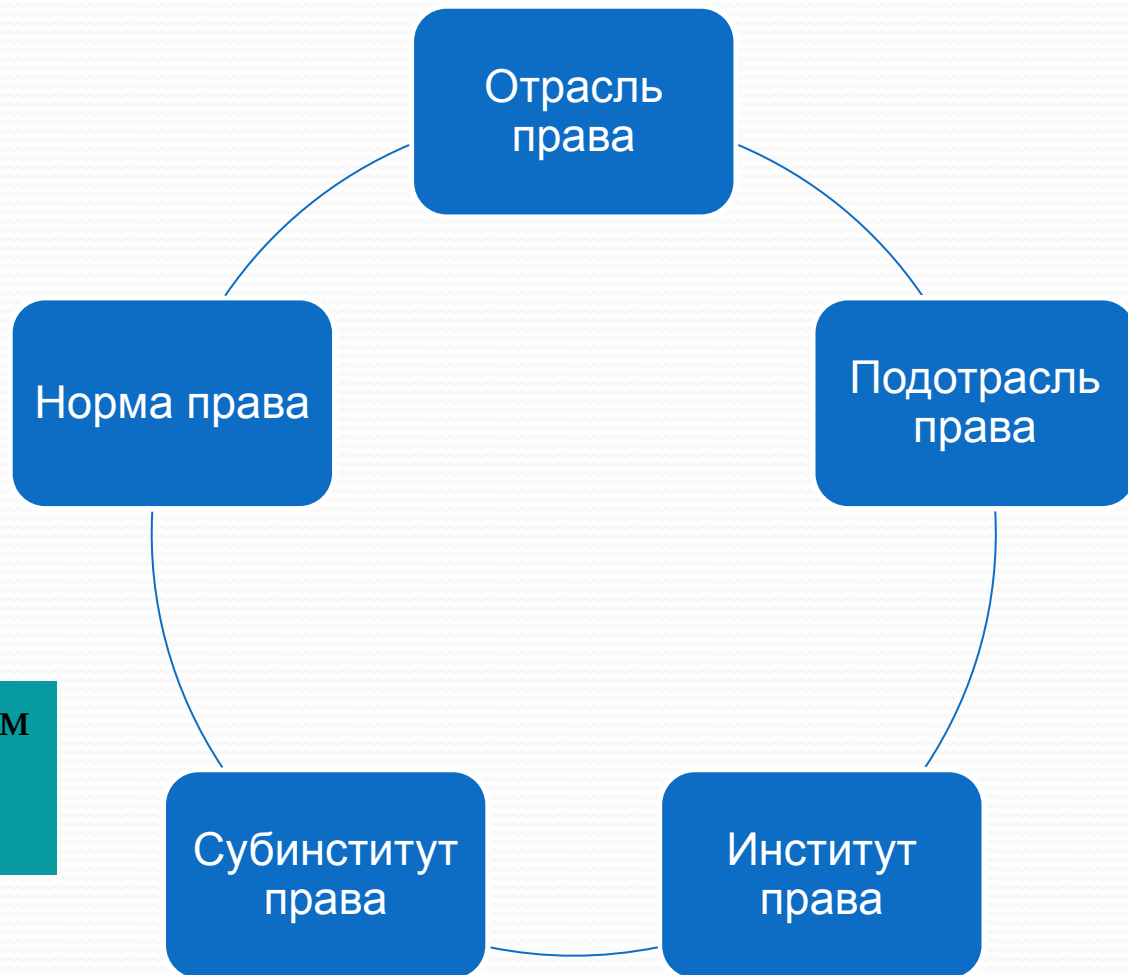 Отрасль
права
Подотрасль
права
Институт
права
Субинститут
права
Норма права